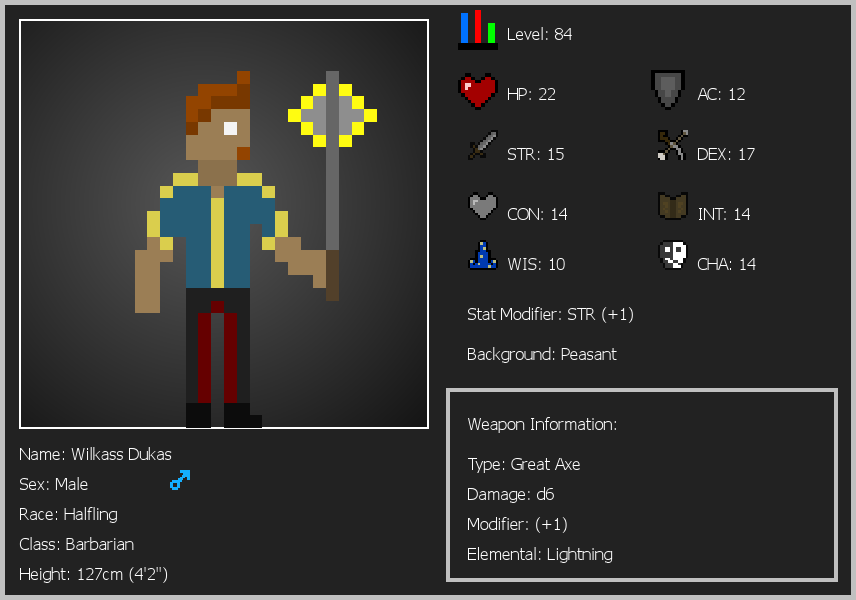 Level: 84
HP: 22
AC: 12
STR: 15
DEX: 17
CON: 14
INT: 14
WIS: 10
CHA: 14
Stat Modifier: STR (+1)
Background: Peasant
Weapon Information:
Type: Great Axe
Damage: d6
Modifier: (+1)
Elemental: Lightning
Name: Wilkass Dukas
Sex: Male
Race: Halfling
Class: Barbarian
Height: 127cm (4'2")